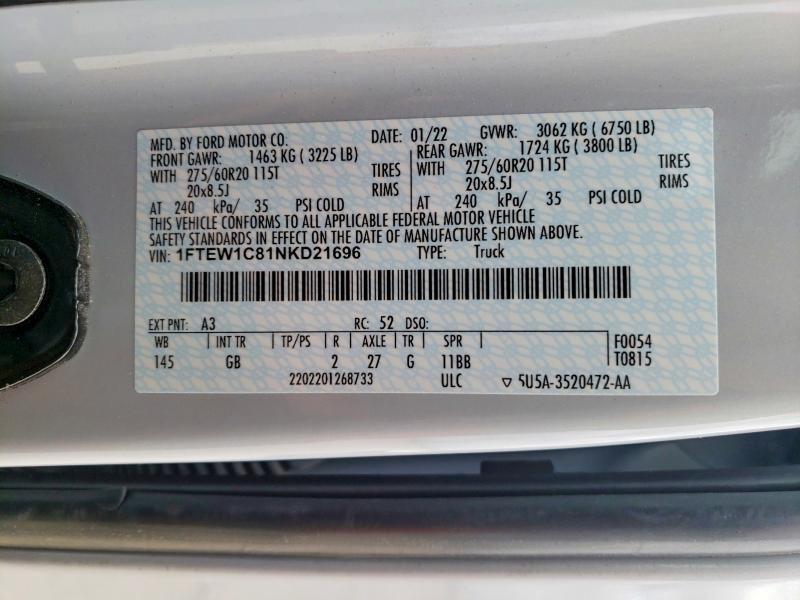 MFD. BY FORD MOTOR CO. DATE: 01/22 GVWR: 3062 KG ( 6750 LB)
FRONT GAWR: 1463 KG ( 3225 LB) REAR GAWR: 1724 KG ( 3800 LB)
WITH 275/60R20 115T TIRES WITH 275/60R20 115T TIRES
20x8.5J RIMS 20x8.5J RIMS
AT 240 kPa/ 35 PSI COLD AT 240 kPa/ 35 PSI COLD
THIS VEHICLE CONFORMS TO ALL APPLICABLE FEDERAL MOTOR VEHICLE
SAFETY STANDARDS IN EFFECT ON THE DATE OF MANUFACTURE SHOWN ABOVE.
VIN: 1FTEW1C81NKD21696 TYPE: Truck
EXT PNT: A3 RC: 52 DSO:
WB INT TR TP/PS R AXLE TR SPR F0054
145 GB 2 27 G 11BB T0815
2202201268733 ULC ▽ 5U5A-3520472-AA